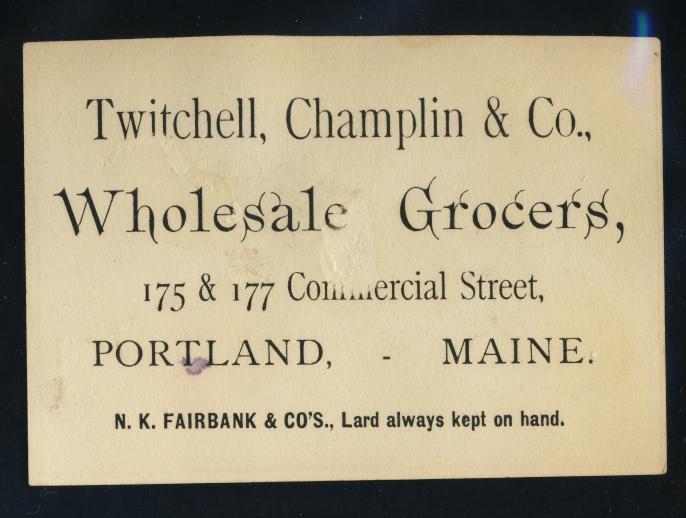 Twitchell, Champlin & Co.,
Wholesale Grocers,
175 & 177 Commercial Street,
PORTLAND, - MAINE.
N. K. FAIRBANK & CO'S., Lard always kept on hand.